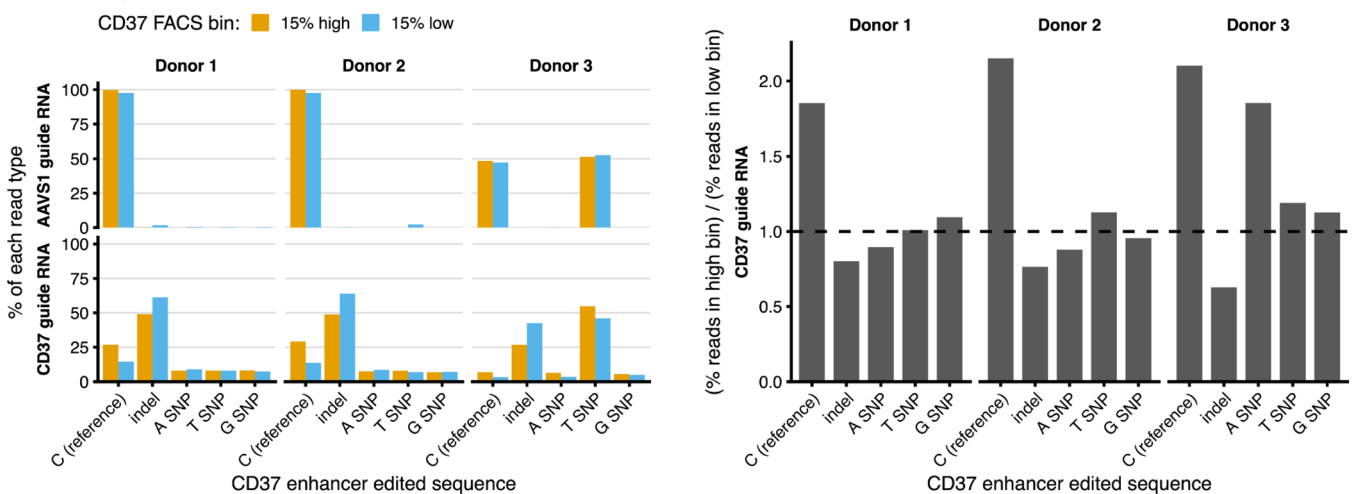 CD37 FACS bin: 15% high 15% low
Donor 1 Donor 2 Donor 3
% of each read type
AAVS1 guide RNA
100
75
50
25
0
CD37 guide RNA
100
75
50
25
0
C (reference) indel A SNP T SNP G SNP C (reference) indel A SNP T SNP G SNP C (reference) indel A SNP T SNP G SNP
CD37 enhancer edited sequence
Donor 1 Donor 2 Donor 3
(% reads in high bin) / (% reads in low bin)
CD37 guide RNA
2.0
1.5
1.0
0.5
0.0
C (reference) indel A SNP T SNP G SNP C (reference) indel A SNP T SNP G SNP C (reference) indel A SNP T SNP G SNP
CD37 enhancer edited sequence